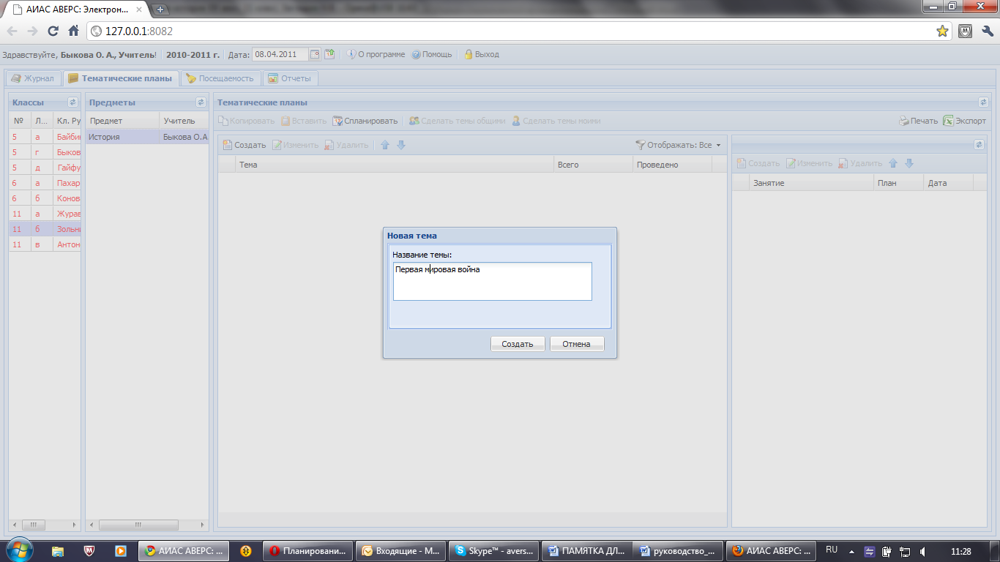 АИАС АВЕРС: Электрон...
127.0.0.1:8082
Здравствуйте, Быкова О. А., Учитель! 2010-2011 г. Дата: 08.04.2011 О программе Помощь Выход
Журнал Тематические планы Посещаемость Отчеты
Классы Предметы Тематические планы
№ Л... Кл. Ру Предмет Учитель
Копировать Вставить Спланировать Сделать темы общими Сделать темы моими Печать Экспорт
5 а Байби
История Быкова О.А
5 г Быков
5 д Гайфу
6 а Пахар
6 б Конов
11 а Журав
11 б Зольн
11 в Антон
Создать Изменить Удалить Отображать: Все
Тема Всего Проведено
Создать Изменить Удалить
Занятие План Дата
Новая тема
Название темы:
Первая мировая война
Создать Отмена
АИАС АВЕРС: ... Планировани... Входящие - М... Skype™ - avers... ПАМЯТКА ДЛ... руководство_... АИАС АВЕРС: ... RU 11:28